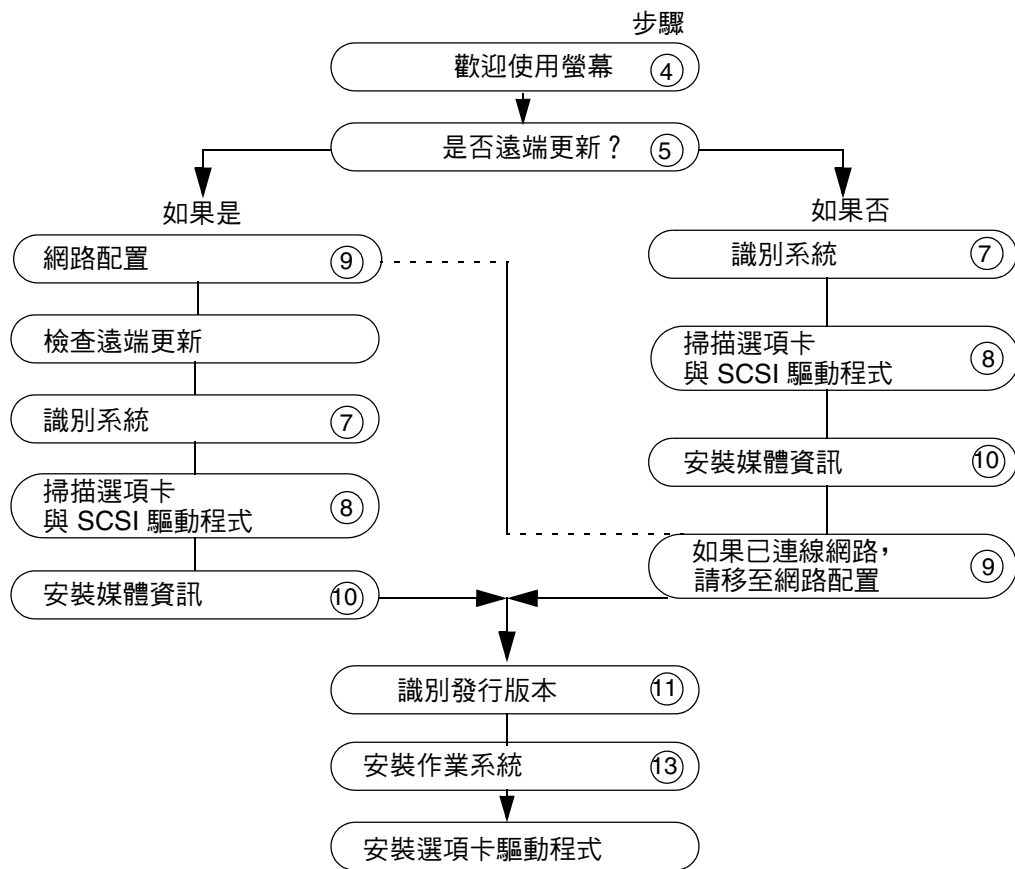 步驟
歡迎使用螢幕 ④
是否遠端更新？ ⑤
如果是
網路配置 ⑨
檢查遠端更新
識別系統 ⑦
掃描選項卡
與 SCSI 驅動程式 ⑧
安裝媒體資訊 ⑩
如果否
識別系統 ⑦
掃描選項卡
與 SCSI 驅動程式 ⑧
安裝媒體資訊 ⑩
如果已連線網路，
請移至網路配置 ⑨
識別發行版本 ⑪
安裝作業系統 ⑬
安裝選項卡驅動程式